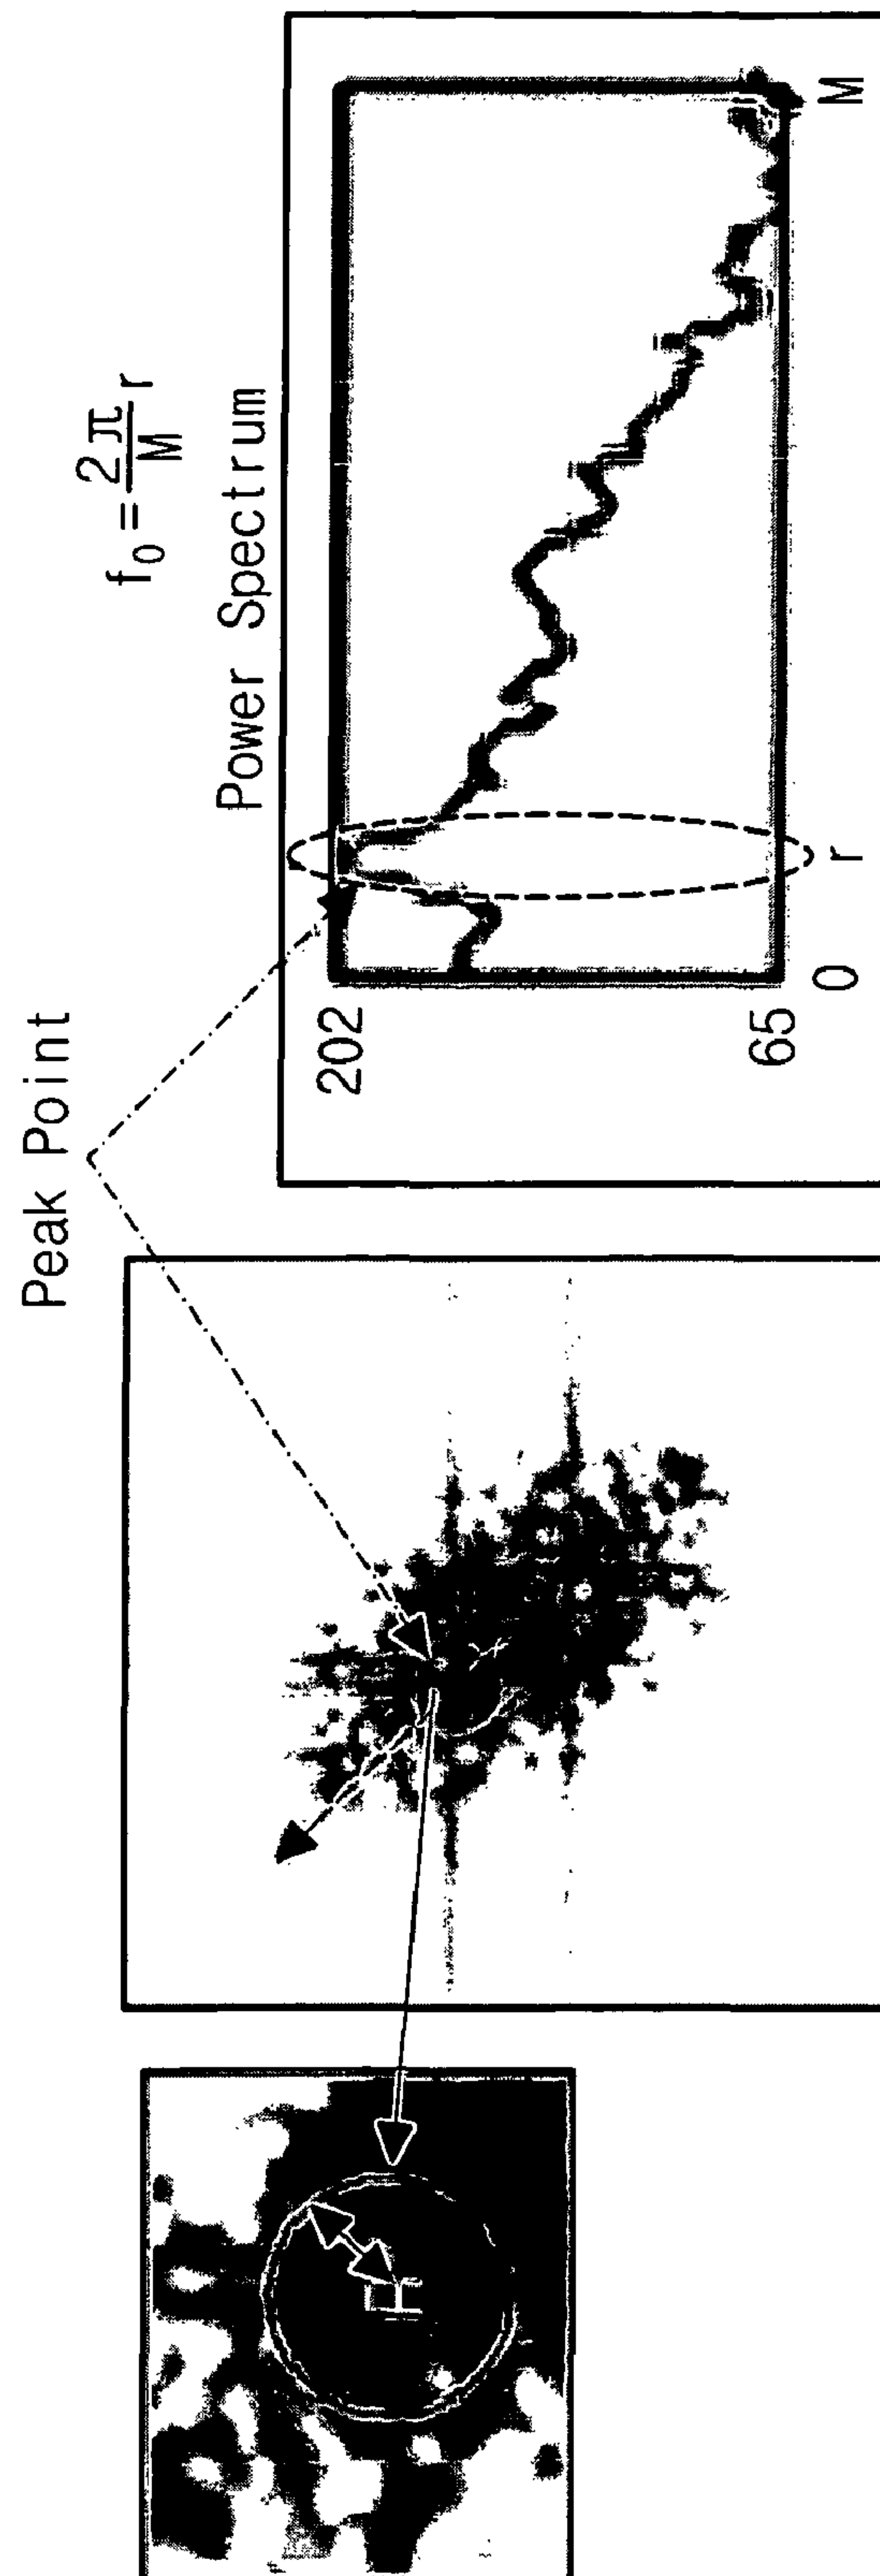 Peak Point
f₀ = 2π/M r
Power Spectrum
202
65
0 r M